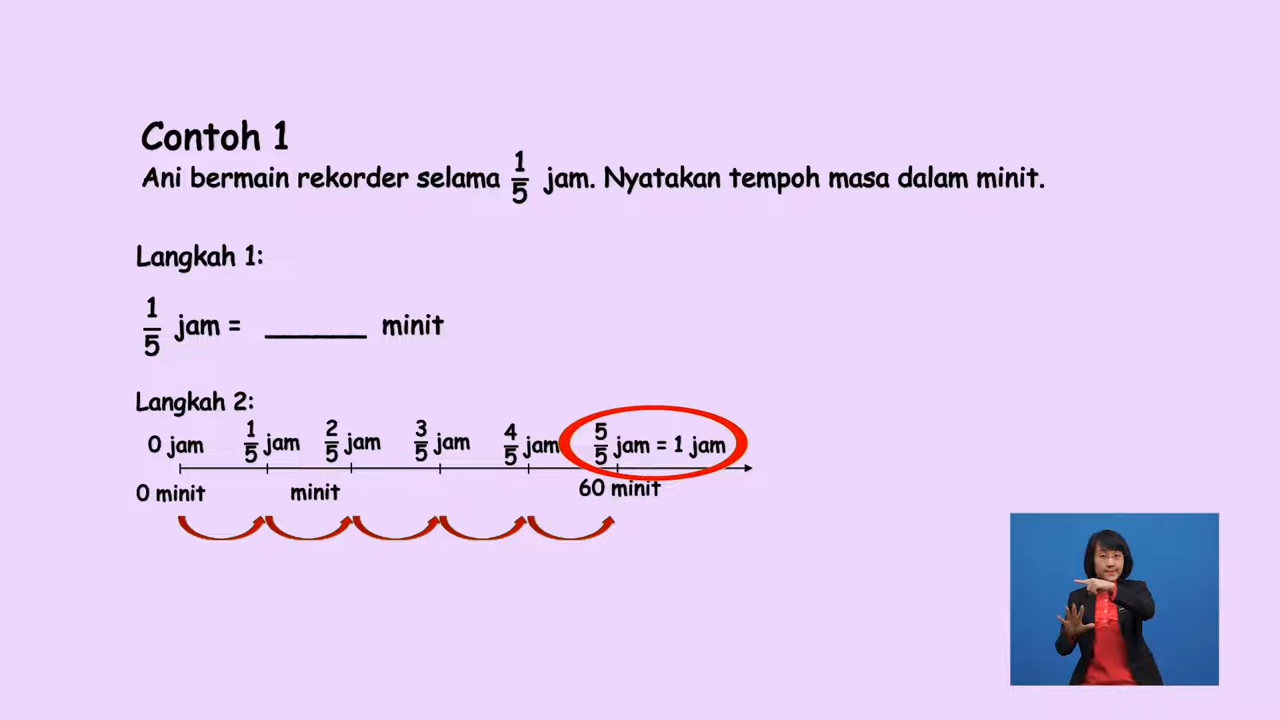 Contoh 1
Ani bermain rekorder selama 1/5 jam. Nyatakan tempoh masa dalam minit.
Langkah 1:
1/5 jam = ______ minit
Langkah 2:
0 jam 1/5 jam 2/5 jam 3/5 jam 4/5 jam 5/5 jam = 1 jam
0 minit minit 60 minit